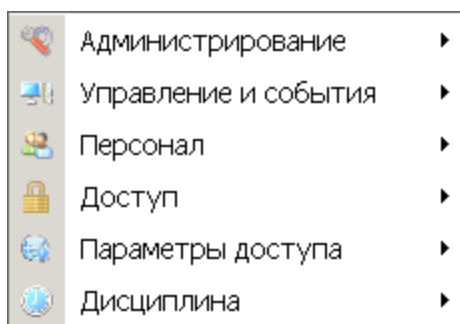 Администрирование
Управление и события
Персонал
Доступ
Параметры доступа
Дисциплина